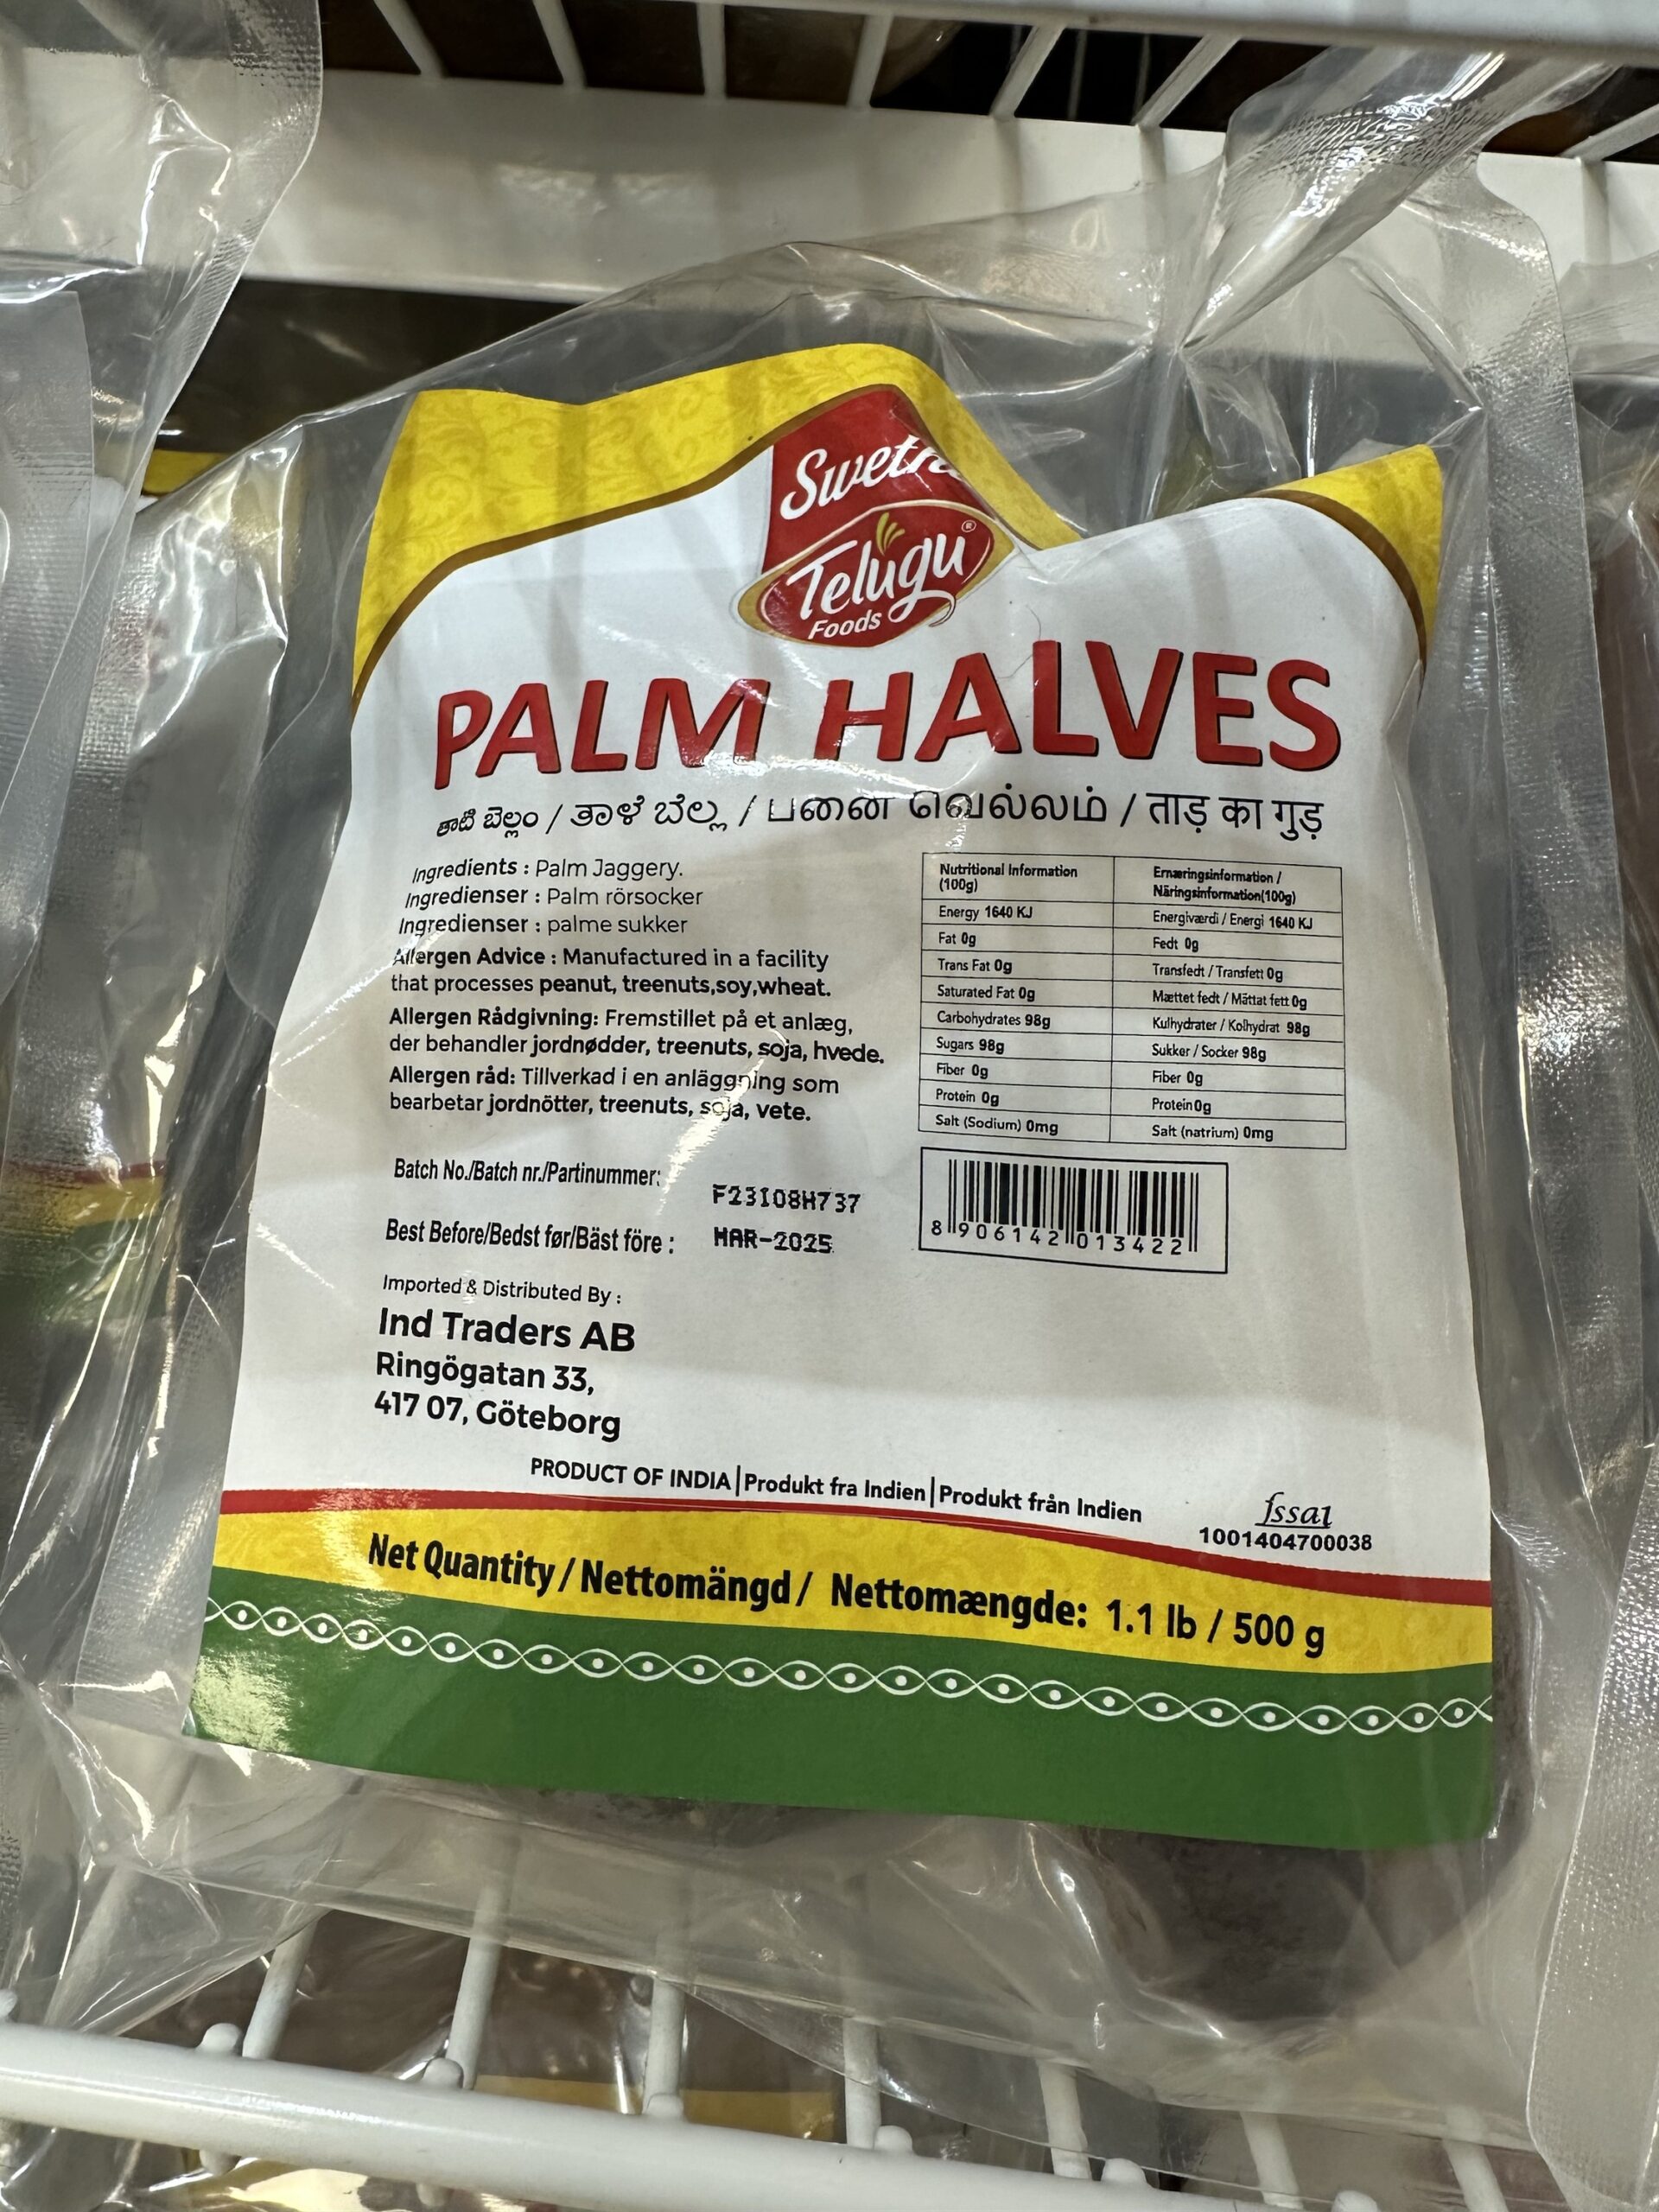 Swetha
Telugu®
Foods
PALM HALVES
తాటి బెల్లం / ತಾಳೆ ಬೆಲ್ಲ / பனை வெல்லம் / ताड़ का गुड़
Ingredients : Palm Jaggery.
Ingredienser : Palm rörsocker
Ingredienser : palme sukker
Allergen Advice : Manufactured in a facility
that processes peanut, treenuts,soy,wheat.
Allergen Rådgivning: Fremstillet på et anlæg,
der behandler jordnødder, treenuts, soja, hvede.
Allergen råd: Tillverkad i en anläggning som
bearbetar jordnötter, treenuts, soja, vete.
Nutritional Information (100g) Ernæringsinformation / Näringsinformation(100g)
Energy 1640 KJ Energiværdi / Energi 1640 KJ
Fat 0g Fedt 0g
Trans Fat 0g Transfedt / Transfett 0g
Saturated Fat 0g Mættet fedt / Mättat fett 0g
Carbohydrates 98g Kulhydrater / Kolhydrat 98g
Sugars 98g Sukker / Socker 98g
Fiber 0g Fiber 0g
Protein 0g Protein 0g
Salt (Sodium) 0mg Salt (natrium) 0mg
Batch No./Batch nr./Partinummer: F23108H737
Best Before/Bedst før/Bäst före : MAR-2025
8 906142 013422
Imported & Distributed By :
Ind Traders AB
Ringögatan 33,
417 07, Göteborg
PRODUCT OF INDIA|Produkt fra Indien|Produkt från Indien
fssai
1001404700038
Net Quantity / Nettomängd / Nettomængde: 1.1 lb / 500 g